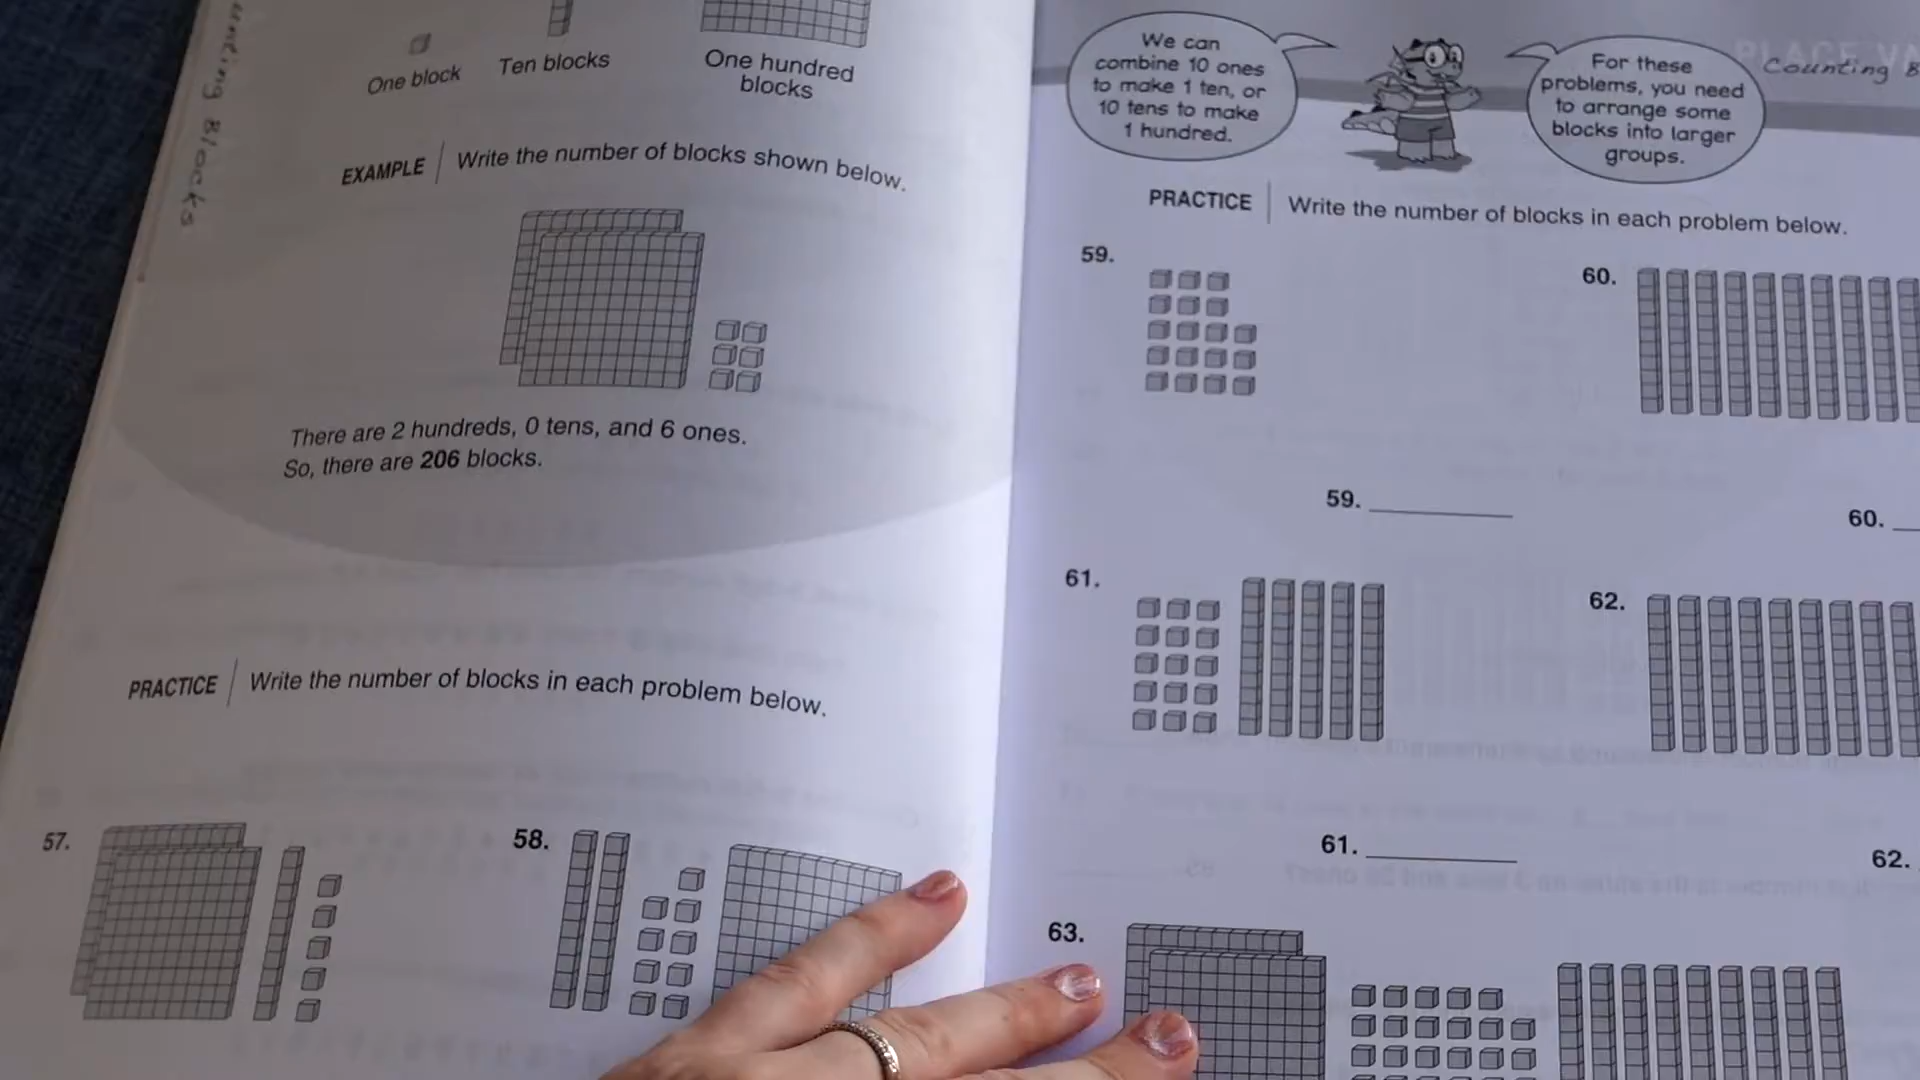 Blocks
One block
Ten blocks
One hundred
blocks
EXAMPLE
Write the number of blocks shown below.
There are 2 hundreds, 0 tens, and 6 ones.
So, there are 206 blocks.
PRACTICE
Write the number of blocks in each problem below.
57.
58.
We can
combine 10 ones
to make 1 ten, or
10 tens to make
1 hundred.
For these
problems, you need
to arrange some
blocks into larger
groups.
PLACE VA
Counting B
PRACTICE
Write the number of blocks in each problem below.
59.
60.
59.
60.
61.
62.
61.
62.
63.